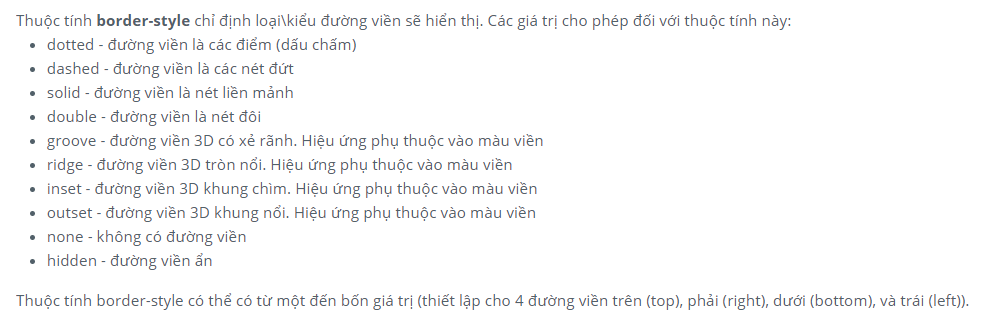 Thuộc tính border-style chỉ định loại\kiểu đường viền sẽ hiển thị. Các giá trị cho phép đối với thuộc tính này:
• dotted - đường viền là các điểm (dấu chấm)
• dashed - đường viền là các nét đứt
• solid - đường viền là nét liền mảnh
• double - đường viền là nét đôi
• groove - đường viền 3D có xẻ rãnh. Hiệu ứng phụ thuộc vào màu viền
• ridge - đường viền 3D tròn nổi. Hiệu ứng phụ thuộc vào màu viền
• inset - đường viền 3D khung chìm. Hiệu ứng phụ thuộc vào màu viền
• outset - đường viền 3D khung nổi. Hiệu ứng phụ thuộc vào màu viền
• none - không có đường viền
• hidden - đường viền ẩn
Thuộc tính border-style có thể có từ một đến bốn giá trị (thiết lập cho 4 đường viền trên (top), phải (right), dưới (bottom), và trái (left)).